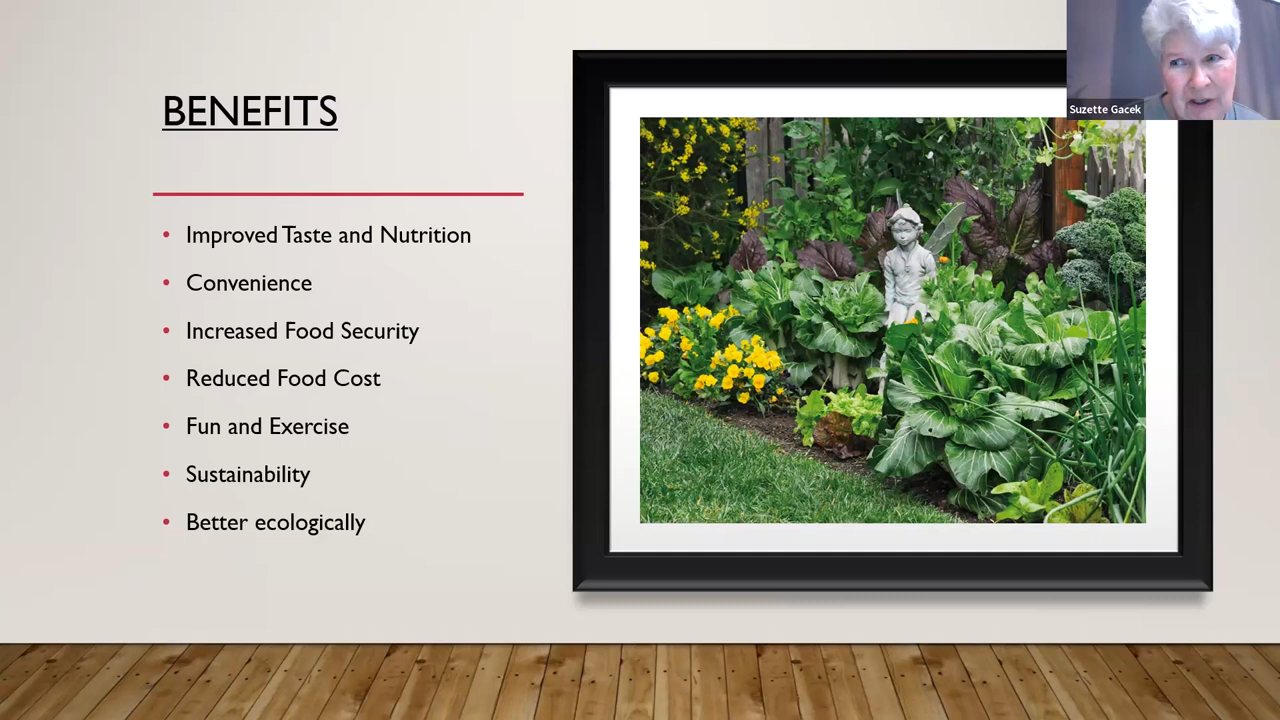 BENEFITS
Suzette Gacek
Improved Taste and Nutrition
Convenience
Increased Food Security
Reduced Food Cost
Fun and Exercise
Sustainability
Better ecologically